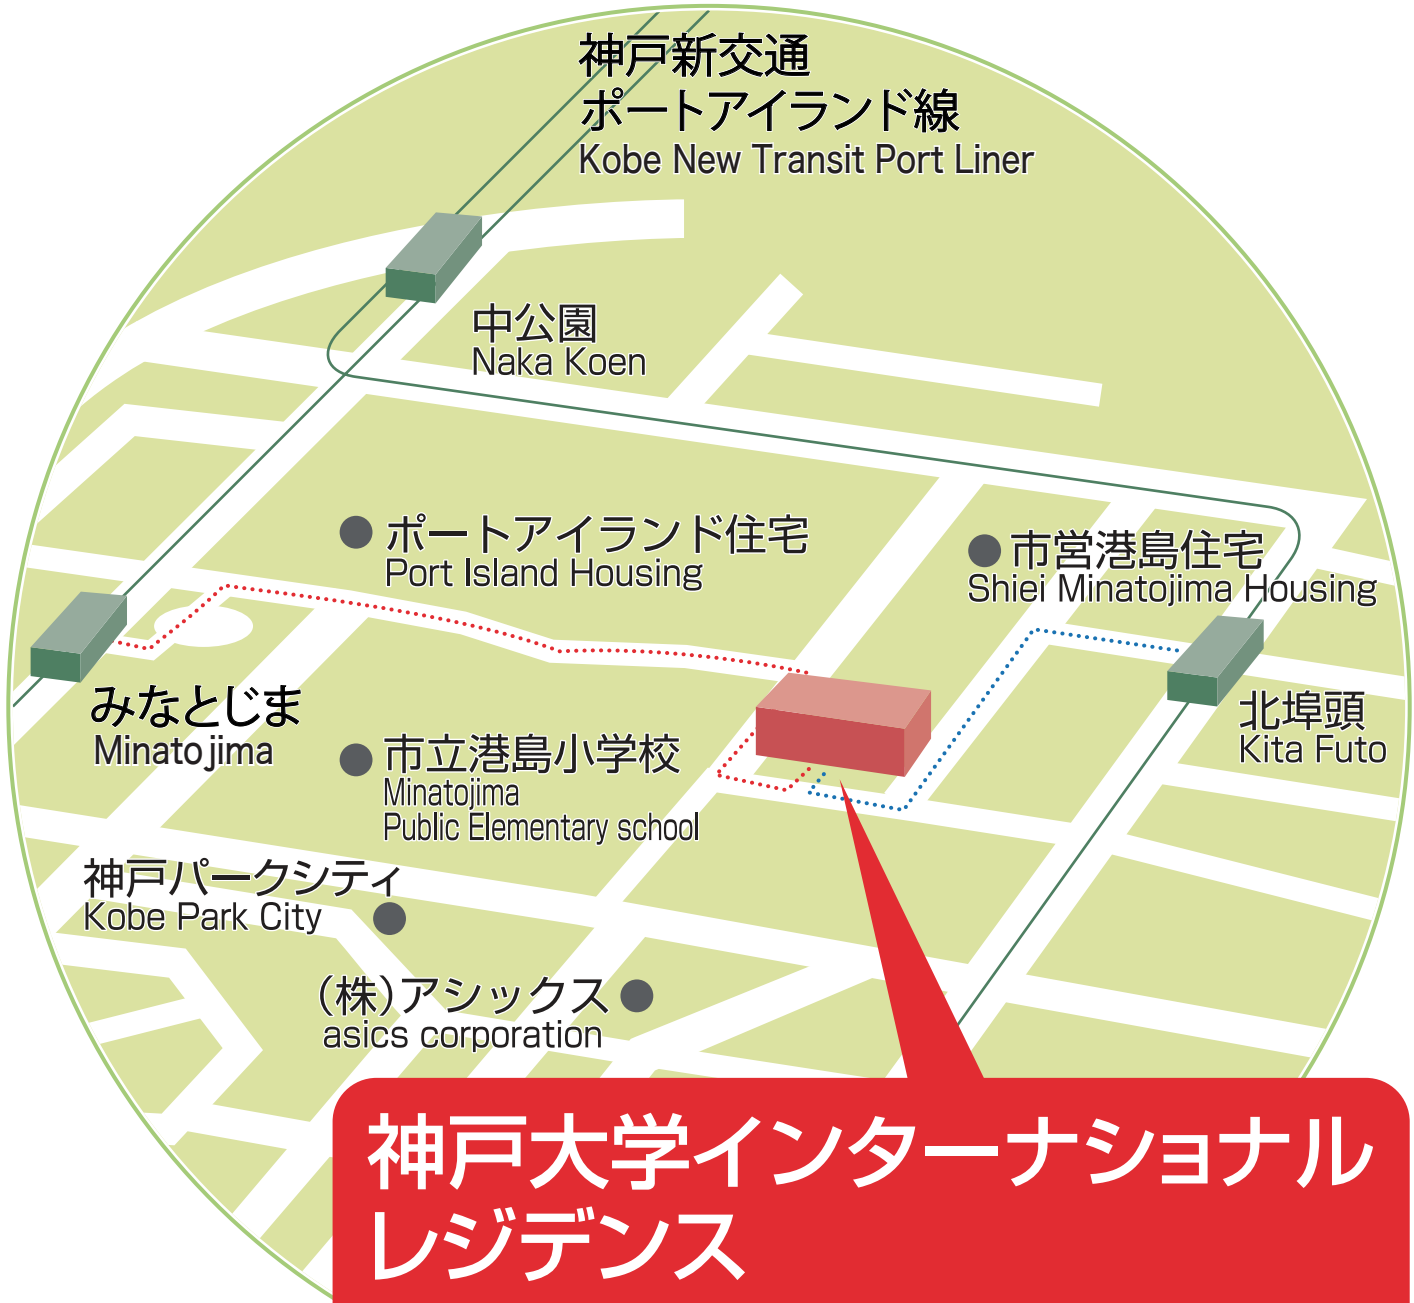 神戸新交通
ポートアイランド線
Kobe New Transit Port Liner
中公園
Naka Koen
ポートアイランド住宅
Port Island Housing
市営港島住宅
Shiei Minatojima Housing
みなとじま
Minatojima
北埠頭
Kita Futo
市立港島小学校
Minatojima
Public Elementary school
神戸パークシティ
Kobe Park City
(株)アシックス
asics corporation
神戸大学インターナショナル
レジデンス